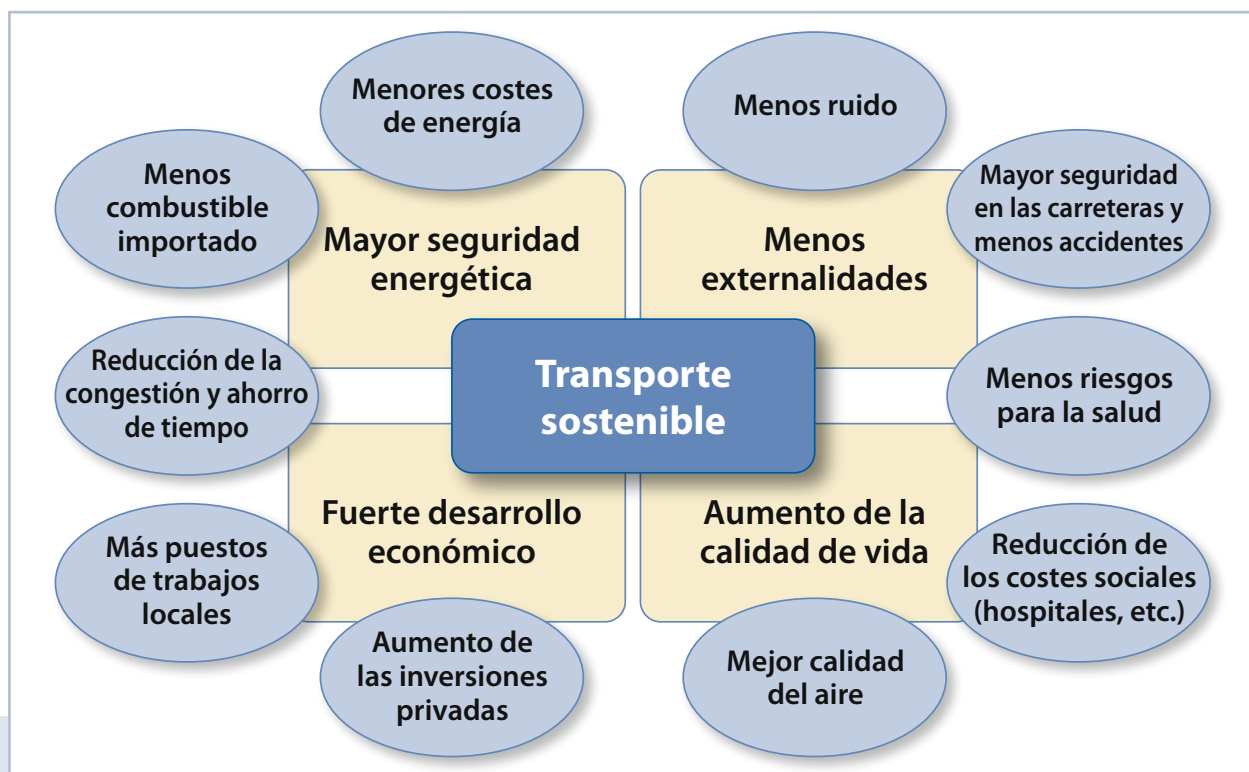 Menores costes
de energía
Menos ruido
Menos
combustible
importado
Mayor seguridad
en las carreteras y
menos accidentes
Mayor seguridad
energética
Menos
externalidades
Reducción de la
congestión y ahorro
de tiempo
Transporte
sostenible
Menos riesgos
para la salud
Fuerte desarrollo
económico
Aumento de la
calidad de vida
Más puestos
de trabajos
locales
Reducción de
los costes sociales
(hospitales, etc.)
Aumento de
las inversiones
privadas
Mejor calidad
del aire